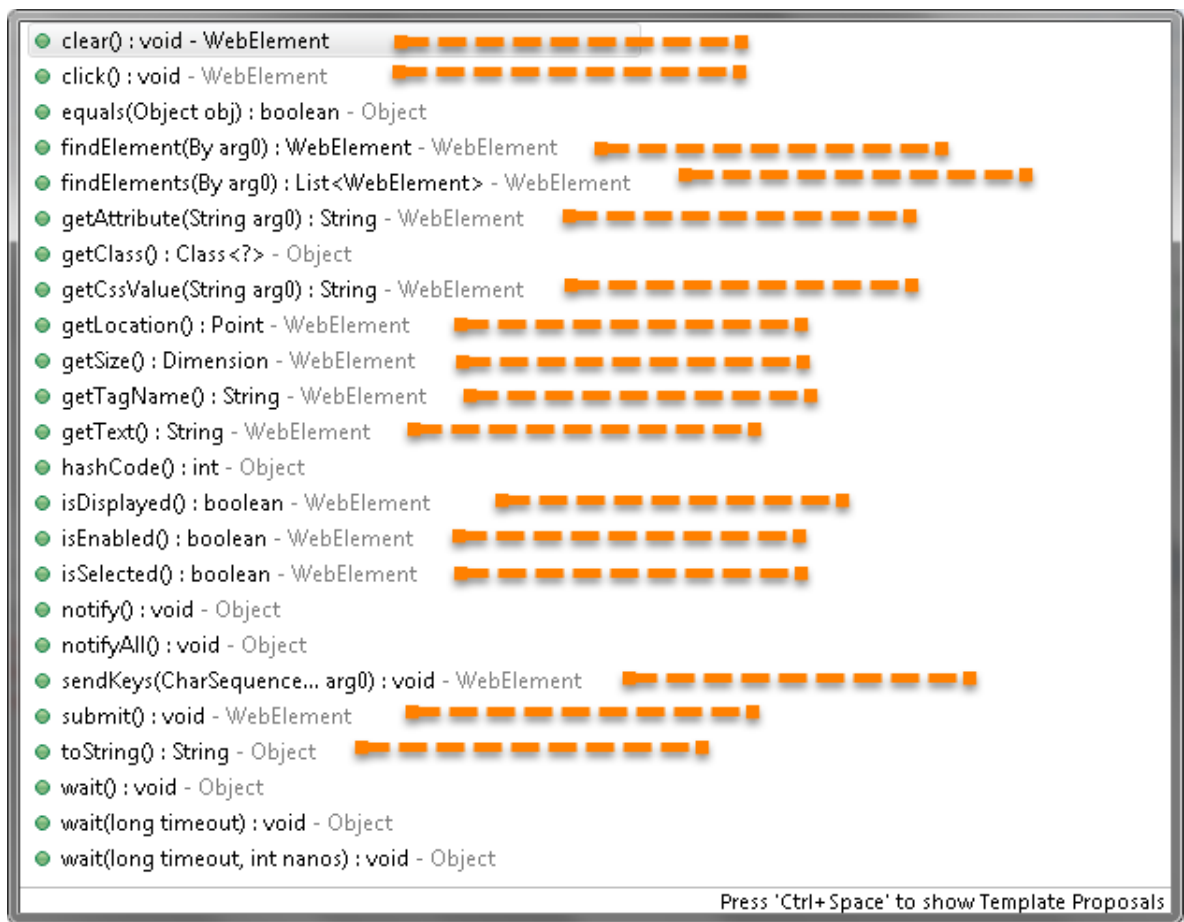 clear() : void - WebElement
click() : void - WebElement
equals(Object obj) : boolean - Object
findElement(By arg0) : WebElement - WebElement
findElements(By arg0) : List<WebElement> - WebElement
getAttribute(String arg0) : String - WebElement
getClass() : Class<?> - Object
getCssValue(String arg0) : String - WebElement
getLocation() : Point - WebElement
getSize() : Dimension - WebElement
getTagName() : String - WebElement
getText() : String - WebElement
hashCode() : int - Object
isDisplayed() : boolean - WebElement
isEnabled() : boolean - WebElement
isSelected() : boolean - WebElement
notify() : void - Object
notifyAll() : void - Object
sendKeys(CharSequence... arg0) : void - WebElement
submit() : void - WebElement
toString() : String - Object
wait() : void - Object
wait(long timeout) : void - Object
wait(long timeout, int nanos) : void - Object
Press 'Ctrl+Space' to show Template Proposals